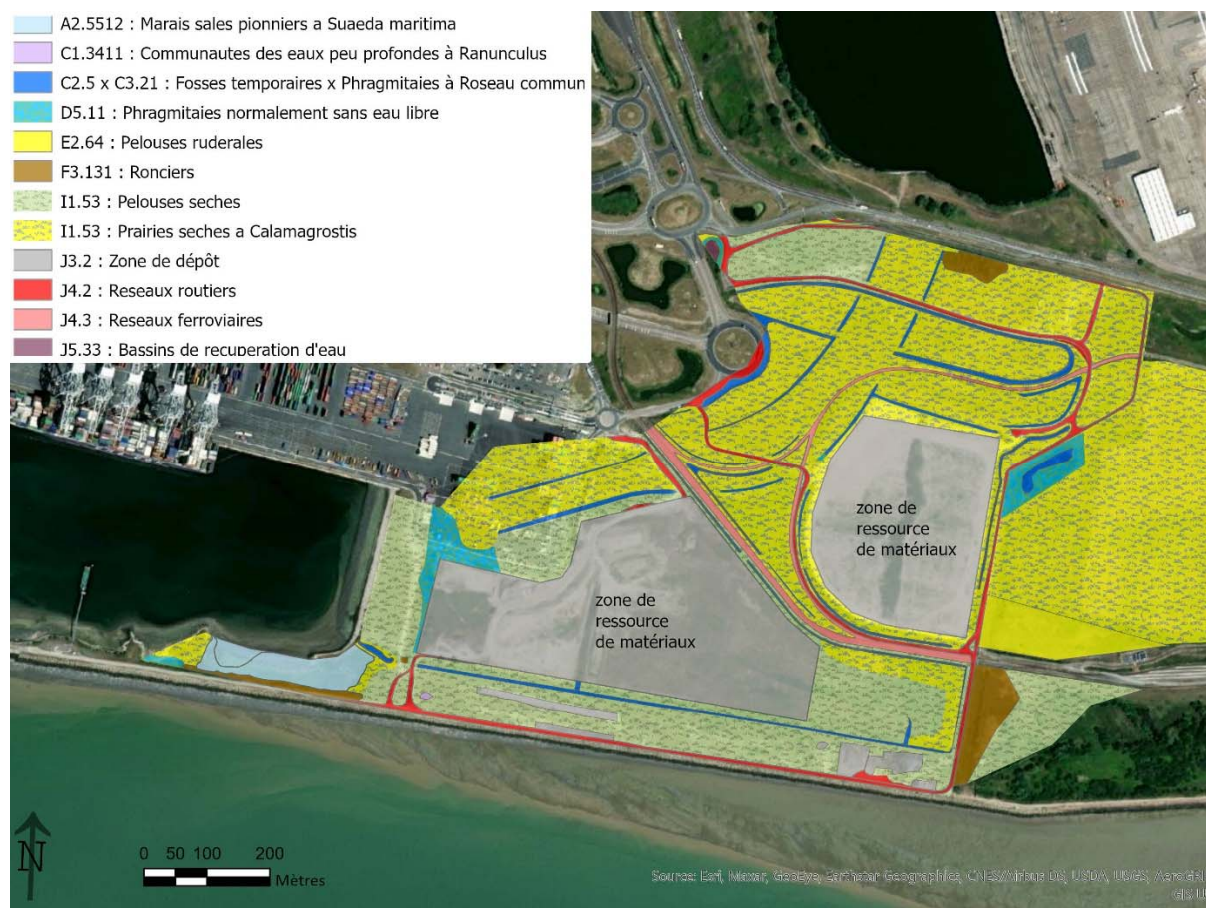 A2.5512 : Marais sales pionniers a Suaeda maritima
C1.3411 : Communautes des eaux peu profondes à Ranunculus
C2.5 x C3.21 : Fosses temporaires x Phragmitaies à Roseau commun
D5.11 : Phragmitaies normalement sans eau libre
E2.64 : Pelouses ruderales
F3.131 : Ronciers
I1.53 : Pelouses seches
I1.53 : Prairies seches a Calamagrostis
J3.2 : Zone de dépôt
J4.2 : Reseaux routiers
J4.3 : Reseaux ferroviaires
J5.33 : Bassins de recuperation d'eau
zone de
ressource
de matériaux
zone de
ressource
de matériaux
N
0 50 100 200
Mètres
Source: Esri, Maxar, GeoEye, Earthstar Geographics, CNES/Airbus DS, USDA, USGS, AeroGRI
GIS U